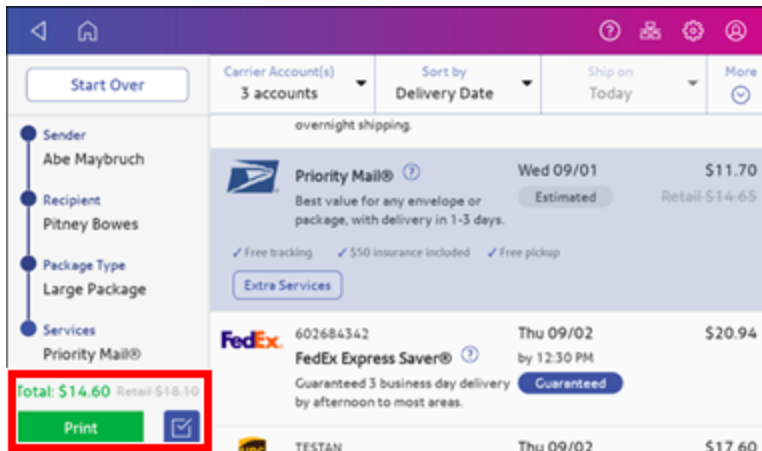 Start Over
Carrier Account(s)
3 accounts
Sort by
Delivery Date
Ship on
Today
More
Sender
Abe Maybruch
Recipient
Pitney Bowes
Package Type
Large Package
Services
Priority Mail®
Total: $14.60 Retail $18.10
Print
overnight shipping.
Priority Mail® ?
Wed 09/01
$11.70
Best value for any envelope or
package, with delivery in 1-3 days.
Estimated
Retail $14.65
✓ Free tracking ✓ $50 insurance included ✓ Free pickup
Extra Services
FedEx.
602684342
Thu 09/02
$20.94
FedEx Express Saver® ?
by 12:30 PM
Guaranteed 3 business day delivery
by afternoon to most areas.
Guaranteed
ups
TESTAN
Thu 09/02
$17.60